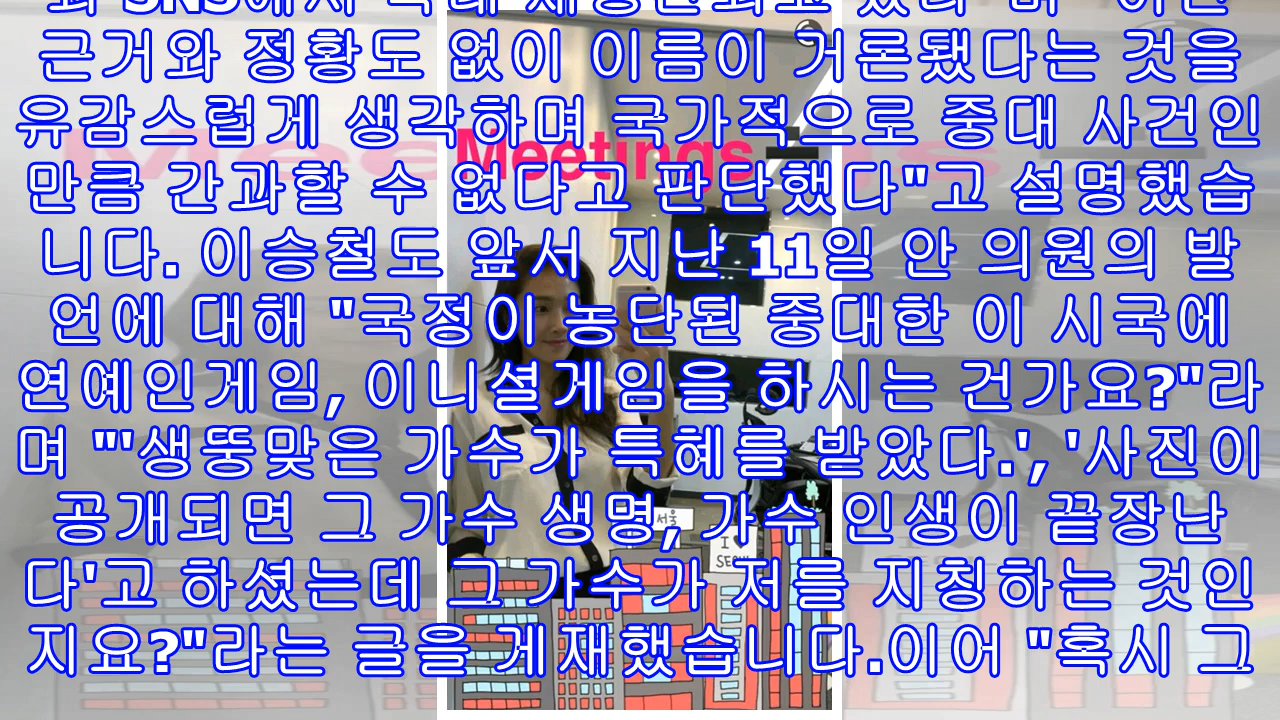 근거와 정황도 없이 이름이 거론됐다는 것을
유감스럽게 생각하며 국가적으로 중대 사건인
Meetings
만큼 간과할 수 없다고 판단했다"고 설명했습
니다. 이승철도 앞서 지난 11일 안 의원의 발
언에 대해 "국정이 농단된 중대한 이 시국에
연예인게임, 이니셜게임을 하시는 건가요?"라
며 "'생뚱맞은 가수가 특혜를 받았다.', '사진이
공개되면 그 가수 생명, 가수 인생이 끝장난
서울
I ♥
SEOUL
다'고 하셨는데 그 가수가 저를 지칭하는 것인
지요?"라는 글을 게재했습니다.이어 "혹시 그